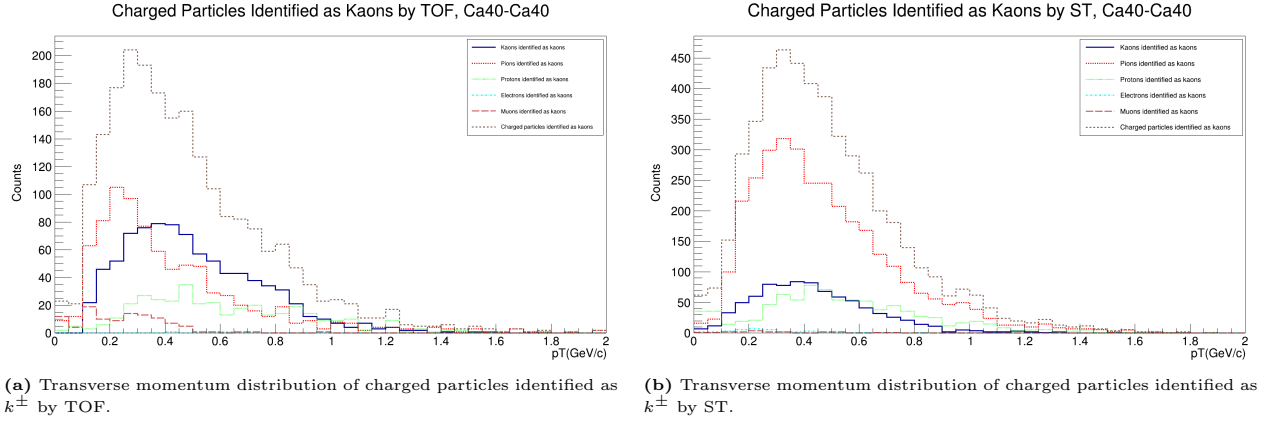 Charged Particles Identified as Kaons by TOF, Ca40-Ca40
Counts
200
180
160
140
120
100
80
60
40
20
0
Kaons identified as kaons
Pions identified as kaons
Protons identified as kaons
Electrons identified as kaons
Muons identified as kaons
Charged particles identified as kaons
0 0.2 0.4 0.6 0.8 1 1.2 1.4 1.6 1.8 2
pT(GeV/c)
(a) Transverse momentum distribution of charged particles identified as
k± by TOF.
Charged Particles Identified as Kaons by ST, Ca40-Ca40
Counts
450
400
350
300
250
200
150
100
50
0
Kaons identified as kaons
Pions identified as kaons
Protons identified as kaons
Electrons identified as kaons
Muons identified as kaons
Charged particles identified as kaons
0 0.2 0.4 0.6 0.8 1 1.2 1.4 1.6 1.8 2
pT(GeV/c)
(b) Transverse momentum distribution of charged particles identified as
k± by ST.